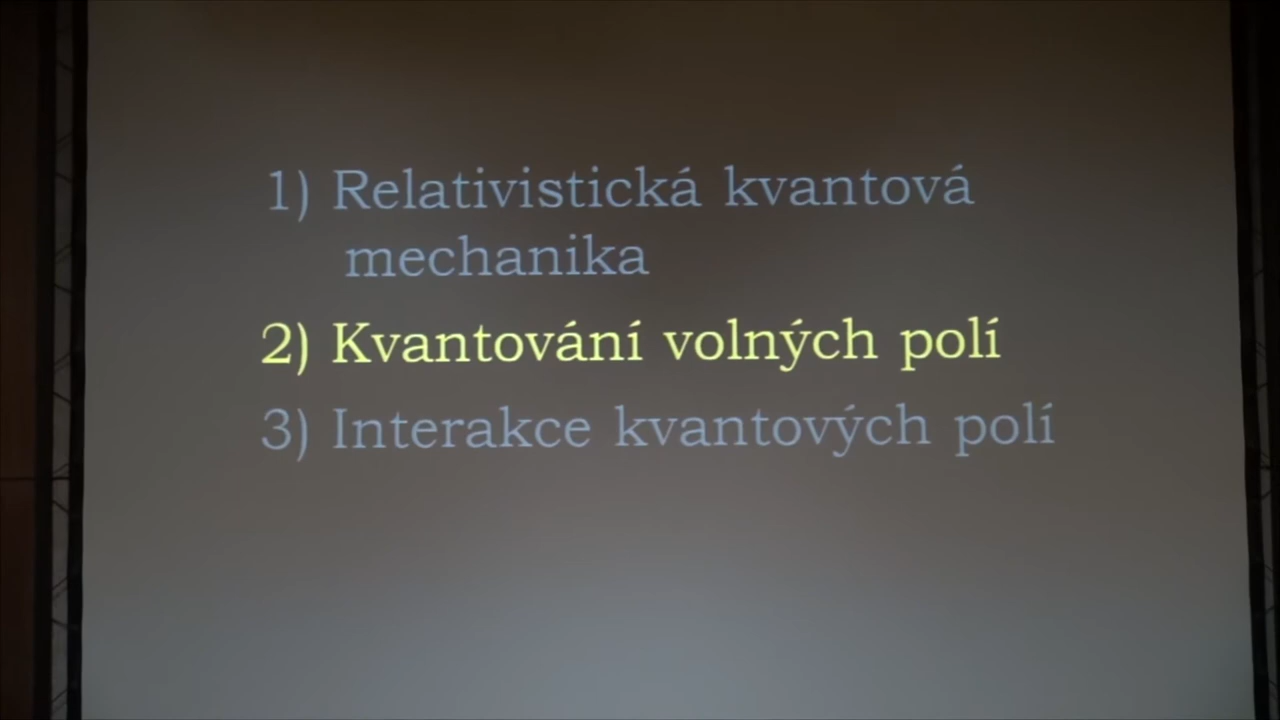 1) Relativistická kvantová
mechanika
2) Kvantování volných polí
3) Interakce kvantových polí